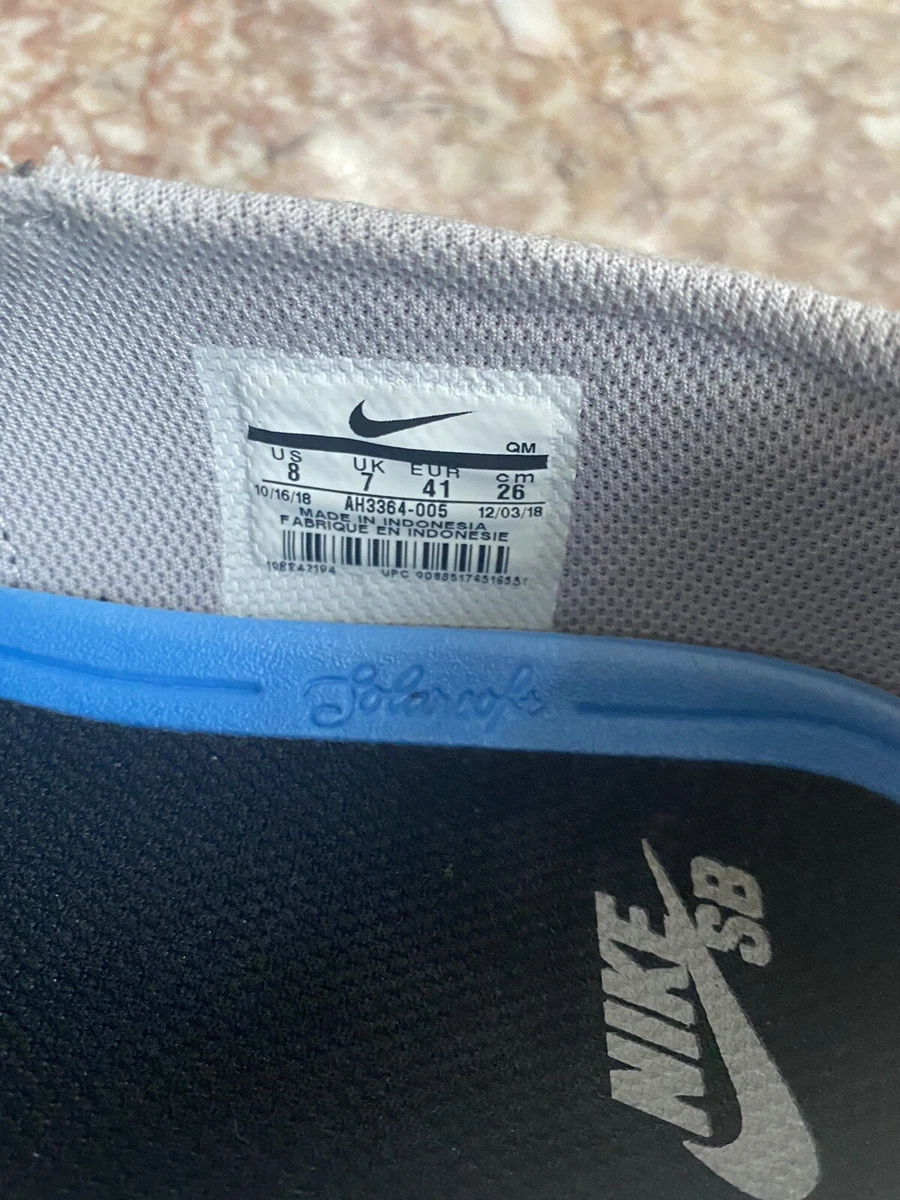 QM
US UK EUR cm
8 7 41 26
10/16/18 AH3364-005 12/03/18
MADE IN INDONESIA
FABRIQUE EN INDONESIE
UPC
NIKE SB